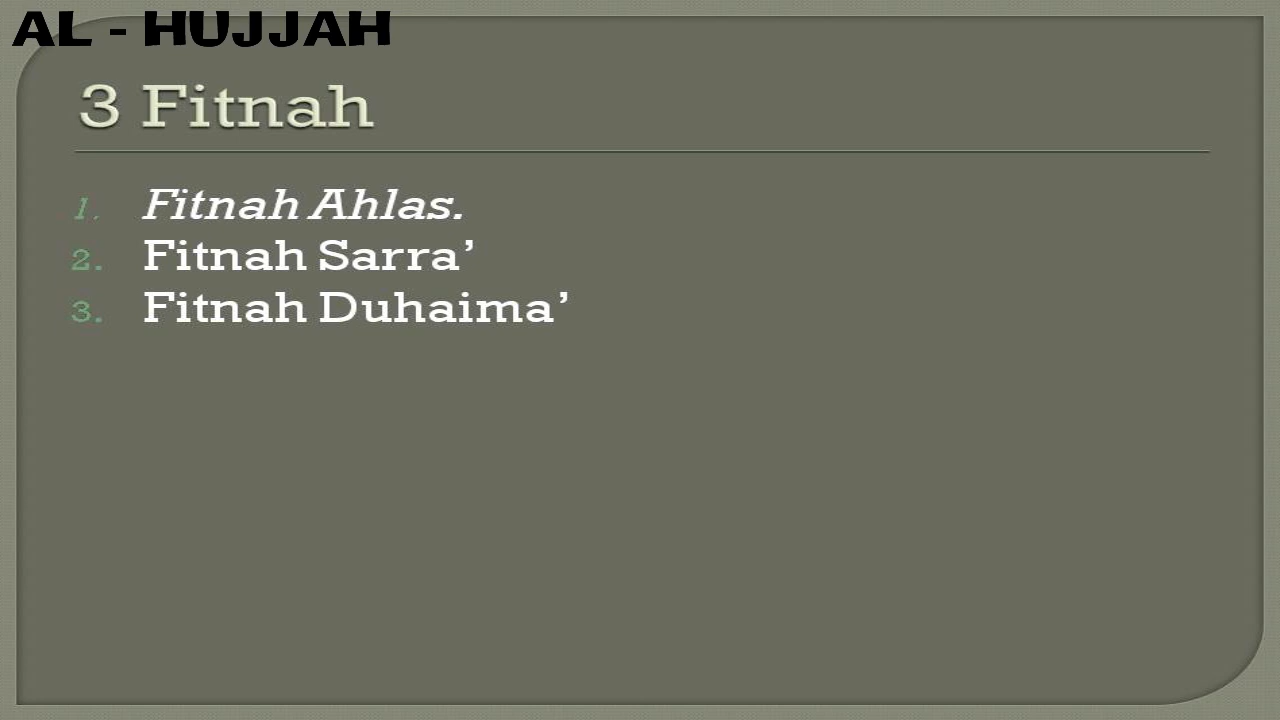 AL - HUJJAH
3 Fitnah
1. Fitnah Ahlas.
2. Fitnah Sarra’
3. Fitnah Duhaima’